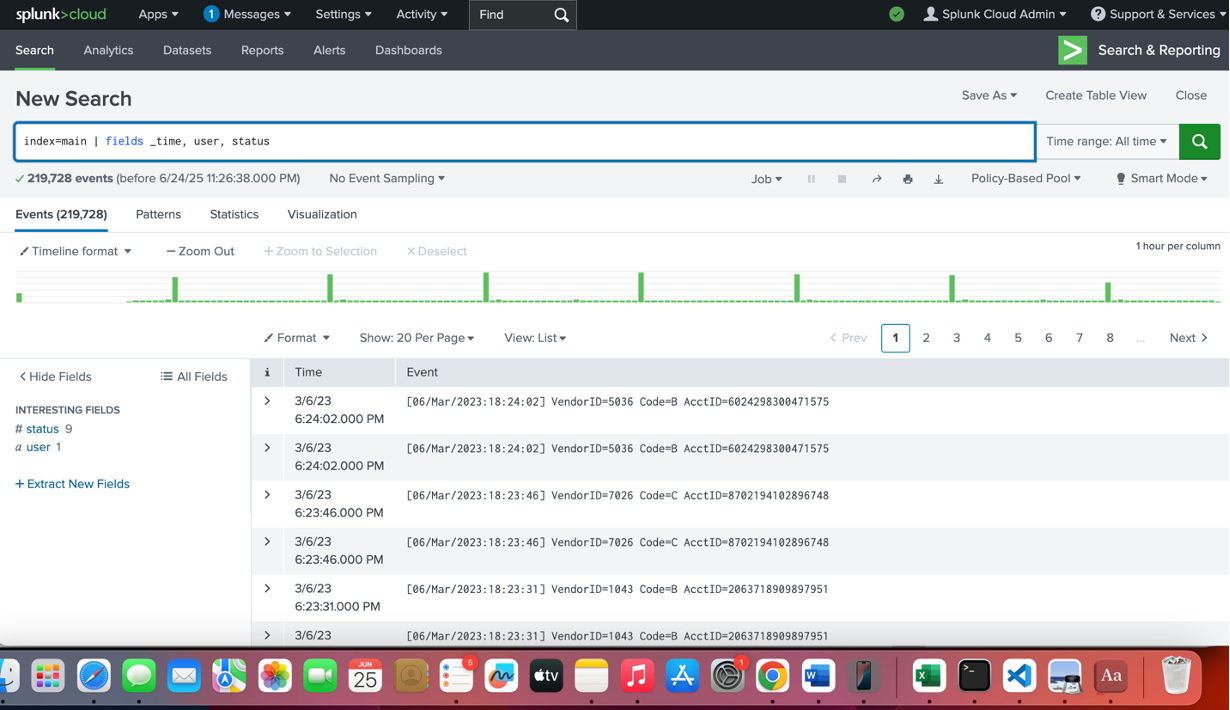 splunk>cloud Apps 1 Messages Settings Activity Find Splunk Cloud Admin Support & Services
Search Analytics Datasets Reports Alerts Dashboards Search & Reporting
New Search Save As Create Table View Close
index=main | fields _time, user, status Time range: All time
219,728 events (before 6/24/25 11:26:38.000 PM) No Event Sampling Job Policy-Based Pool Smart Mode
Events (219,728) Patterns Statistics Visualization
Timeline format — Zoom Out + Zoom to Selection × Deselect 1 hour per column
Format Show: 20 Per Page View: List < Prev 1 2 3 4 5 6 7 8 ... Next >
< Hide Fields All Fields i Time Event
INTERESTING FIELDS
# status 9
a user 1
+ Extract New Fields
> 3/6/23 [06/Mar/2023:18:24:02] VendorID=5036 Code=B AcctID=6024298300471575
6:24:02.000 PM
> 3/6/23 [06/Mar/2023:18:24:02] VendorID=5036 Code=B AcctID=6024298300471575
6:24:02.000 PM
> 3/6/23 [06/Mar/2023:18:23:46] VendorID=7026 Code=C AcctID=8702194102896748
6:23:46.000 PM
> 3/6/23 [06/Mar/2023:18:23:46] VendorID=7026 Code=C AcctID=8702194102896748
6:23:46.000 PM
> 3/6/23 [06/Mar/2023:18:23:31] VendorID=1043 Code=B AcctID=2063718909897951
6:23:31.000 PM
> 3/6/23 [06/Mar/2023:18:23:31] VendorID=1043 Code=B AcctID=2063718909897951
JUN 25 5 tv 1 W X >_ Aa